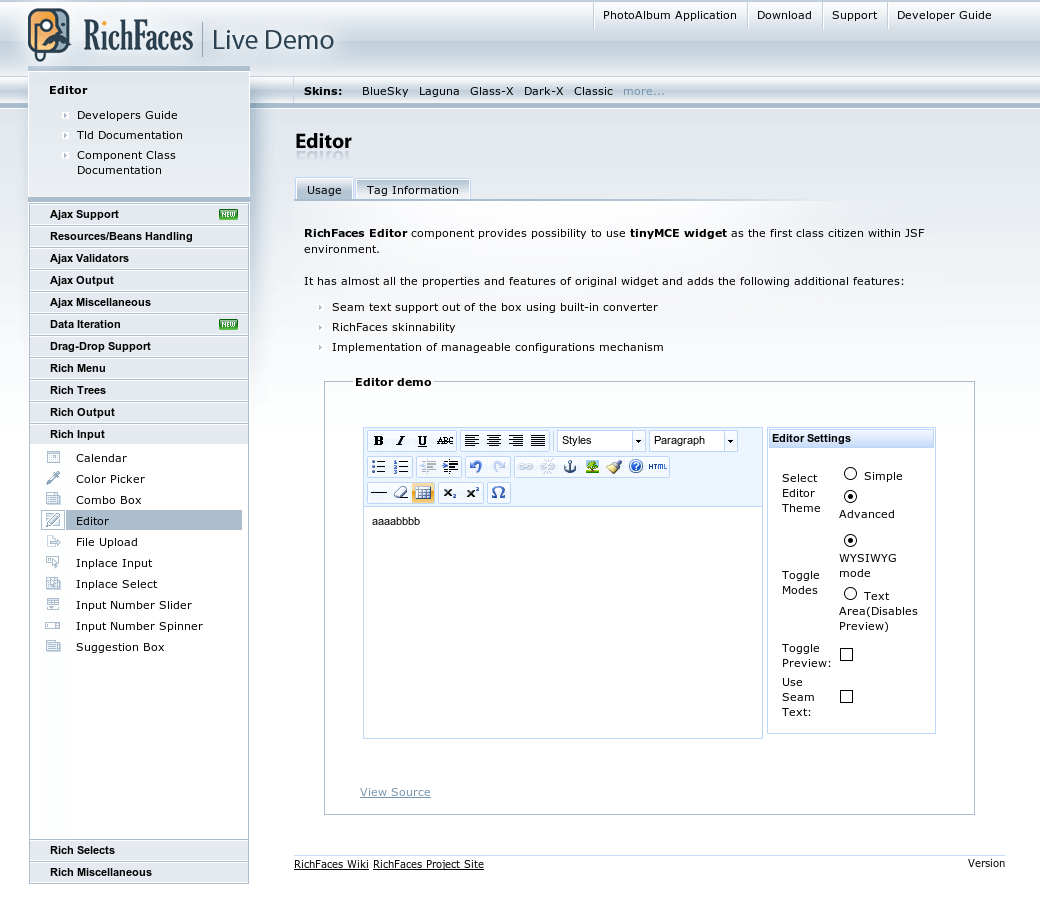 PhotoAlbum Application Download Support Developer Guide
RichFaces Live Demo
Skins: BlueSky Laguna Glass-X Dark-X Classic more...
Editor
Developers Guide
Tld Documentation
Component Class
Documentation
Ajax Support NEW
Resources/Beans Handling
Ajax Validators
Ajax Output
Ajax Miscellaneous
Data Iteration NEW
Drag-Drop Support
Rich Menu
Rich Trees
Rich Output
Rich Input
Calendar
Color Picker
Combo Box
Editor
File Upload
Inplace Input
Inplace Select
Input Number Slider
Input Number Spinner
Suggestion Box
Rich Selects
Rich Miscellaneous
Editor
Usage Tag Information
RichFaces Editor component provides possibility to use tinyMCE widget as the first class citizen within JSF
environment.
It has almost all the properties and features of original widget and adds the following additional features:
Seam text support out of the box using built-in converter
RichFaces skinnability
Implementation of manageable configurations mechanism
Editor demo
B I U ABC Styles Paragraph
HTML
x₂ x² Ω
aaaabbbb
Editor Settings
Select
Editor
Theme
Simple
Advanced
Toggle
Modes
WYSIWYG
mode
Text
Area(Disables
Preview)
Toggle
Preview:
Use
Seam
Text:
View Source
RichFaces Wiki RichFaces Project Site Version